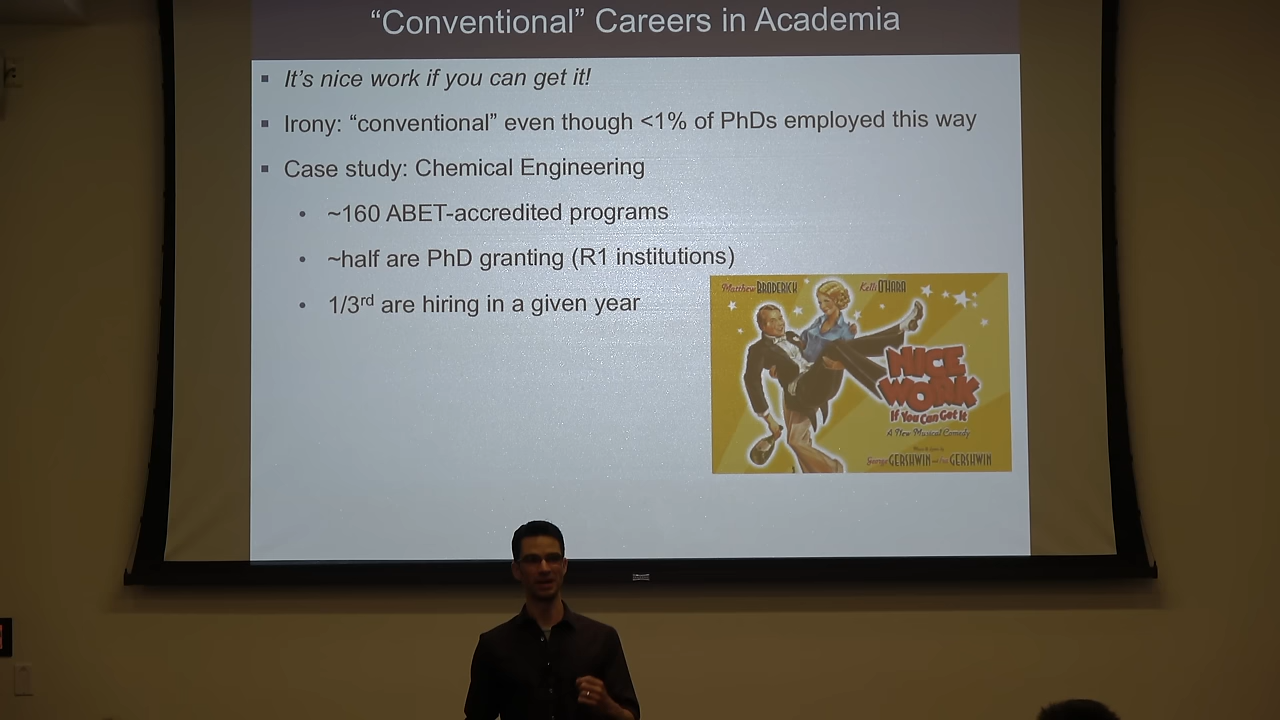 “Conventional” Careers in Academia
It’s nice work if you can get it!
Irony: “conventional” even though <1% of PhDs employed this way
Case study: Chemical Engineering
~160 ABET-accredited programs
~half are PhD granting (R1 institutions)
1/3rd are hiring in a given year
Matthew BRODERICK Kelli O'HARA
NICE
WORK
If You Can Get It
A New Musical Comedy
George GERSHWIN and Ira GERSHWIN